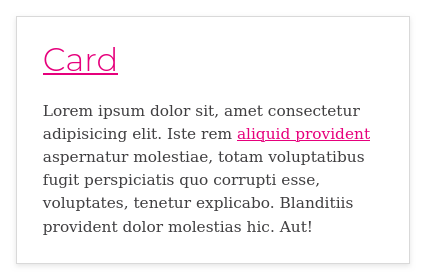 Card
Lorem ipsum dolor sit, amet consectetur
adipisicing elit. Iste rem aliquid provident
aspernatur molestiae, totam voluptatibus
fugit perspiciatis quo corrupti esse,
voluptates, tenetur explicabo. Blanditiis
provident dolor molestias hic. Aut!